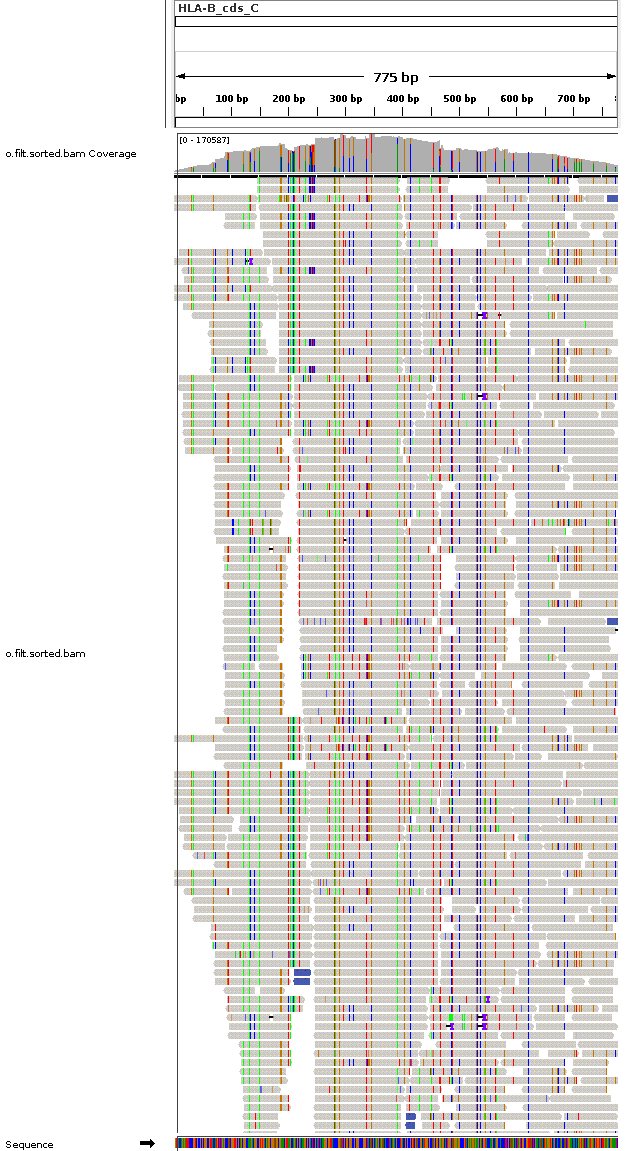 HLA-B_cds_C
775 bp
bp 100 bp 200 bp 300 bp 400 bp 500 bp 600 bp 700 bp
[0 - 170587]
o.filt.sorted.bam Coverage
o.filt.sorted.bam
Sequence